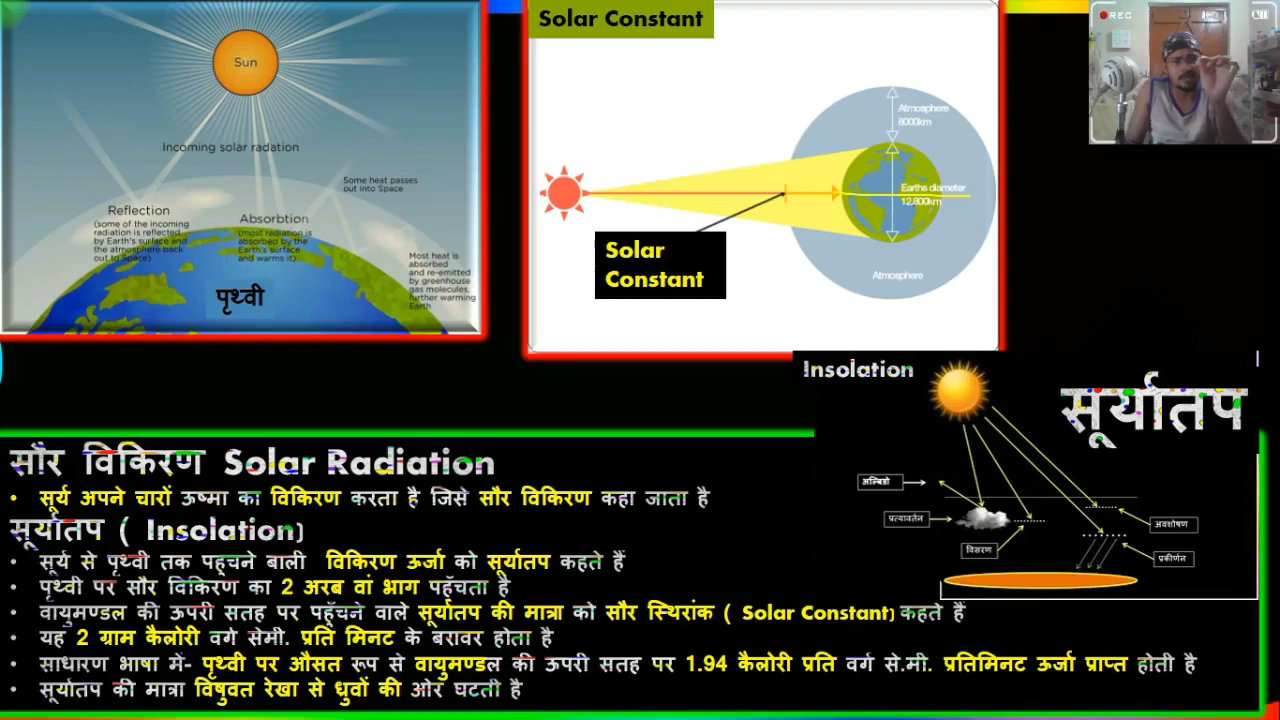 Sun
Incoming solar radation
Some heat passes
out into Space
Reflection
(some of the incoming
radiation is reflected
by Earth's surface and
the atmosphere back
out to Space)
Absorbtion
(most radiation is
absorbed by the
Earth's surface
and warms it)
Most heat is
absorbed
and re-emitted
by greenhouse
gas molecules,
further warming
Earth
पृथ्वी
Solar Constant
Atmosphere
8000km
Earths diameter
12,800km
Solar
Constant
Atmosphere
REC
Insolation
सूर्यातप
अल्बिडो
प्रत्यावर्तन
विसरण
अवशोषण
प्रकीर्णन
सौर विकिरण Solar Radiation
• सूर्य अपने चारों ऊष्मा का विकिरण करता है जिसे सौर विकिरण कहा जाता है
सूर्यातप ( Insolation)
• सूर्य से पृथ्वी तक पहुचने बाली विकिरण ऊर्जा को सूर्यातप कहते हैं
• पृथ्वी पर सौर विकिरण का 2 अरब वां भाग पहुँचता है
• वायुमण्डल की ऊपरी सतह पर पहुँचने वाले सूर्यातप की मात्रा को सौर स्थिरांक ( Solar Constant) कहते हैं
• यह 2 ग्राम कैलोरी वर्ग सेमी. प्रति मिनट के बराबर होता है
• साधारण भाषा में- पृथ्वी पर औसत रूप से वायुमण्डल की ऊपरी सतह पर 1.94 कैलोरी प्रति वर्ग से.मी. प्रतिमिनट ऊर्जा प्राप्त होती है
• सूर्यातप की मात्रा विषुवत रेखा से ध्रुवों की ओर घटती है